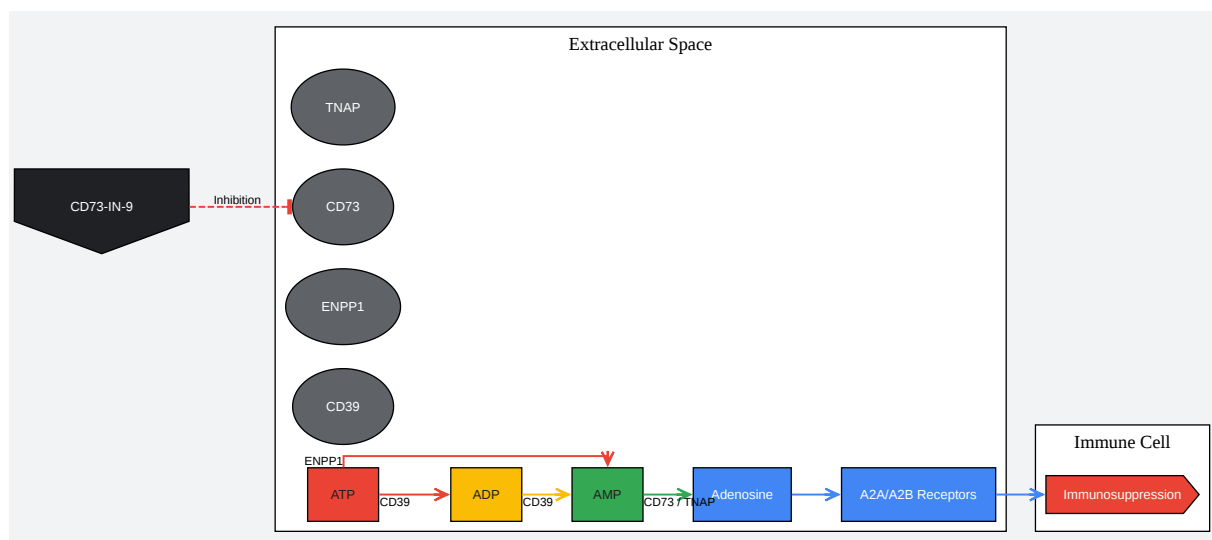 Extracellular Space
TNAP
CD73-IN-9
Inhibition
CD73
ENPP1
CD39
Immune Cell
ENPP1
ATP
CD39
ADP
CD39
AMP
CD73 / TNAP
Adenosine
A2A/A2B Receptors
Immunosuppression